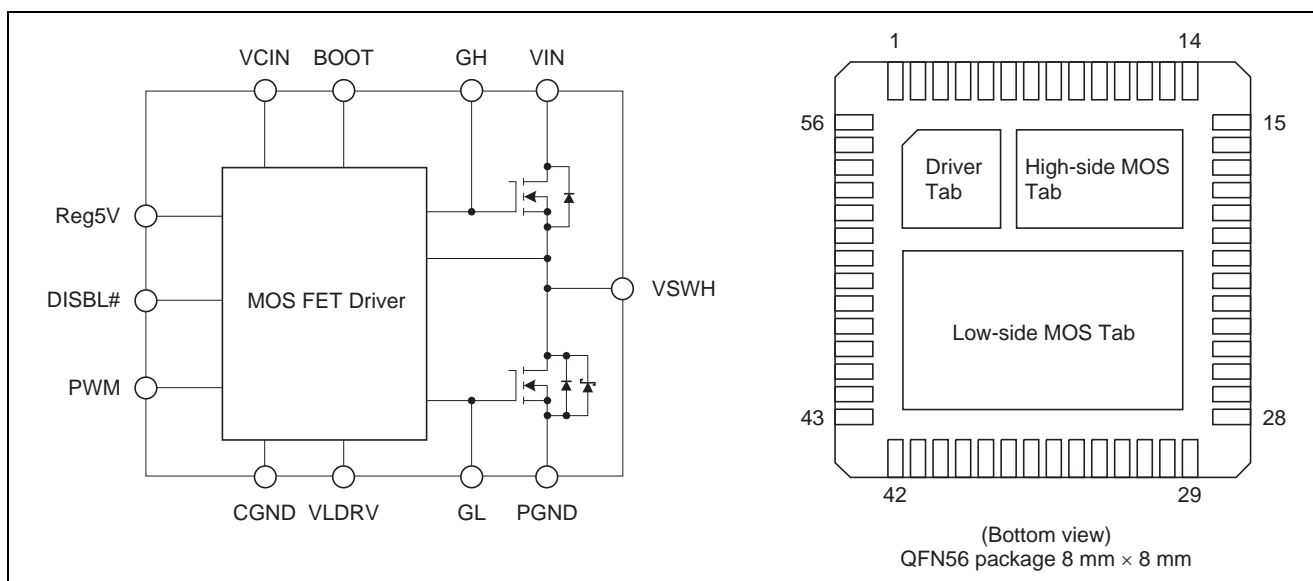 VCIN BOOT GH VIN
Reg5V
DISBL#
PWM
MOS FET Driver
VSWH
CGND VLDRV GL PGND
1 14
56 15
Driver
Tab
High-side MOS
Tab
Low-side MOS Tab
43 28
42 29
(Bottom view)
QFN56 package 8 mm × 8 mm